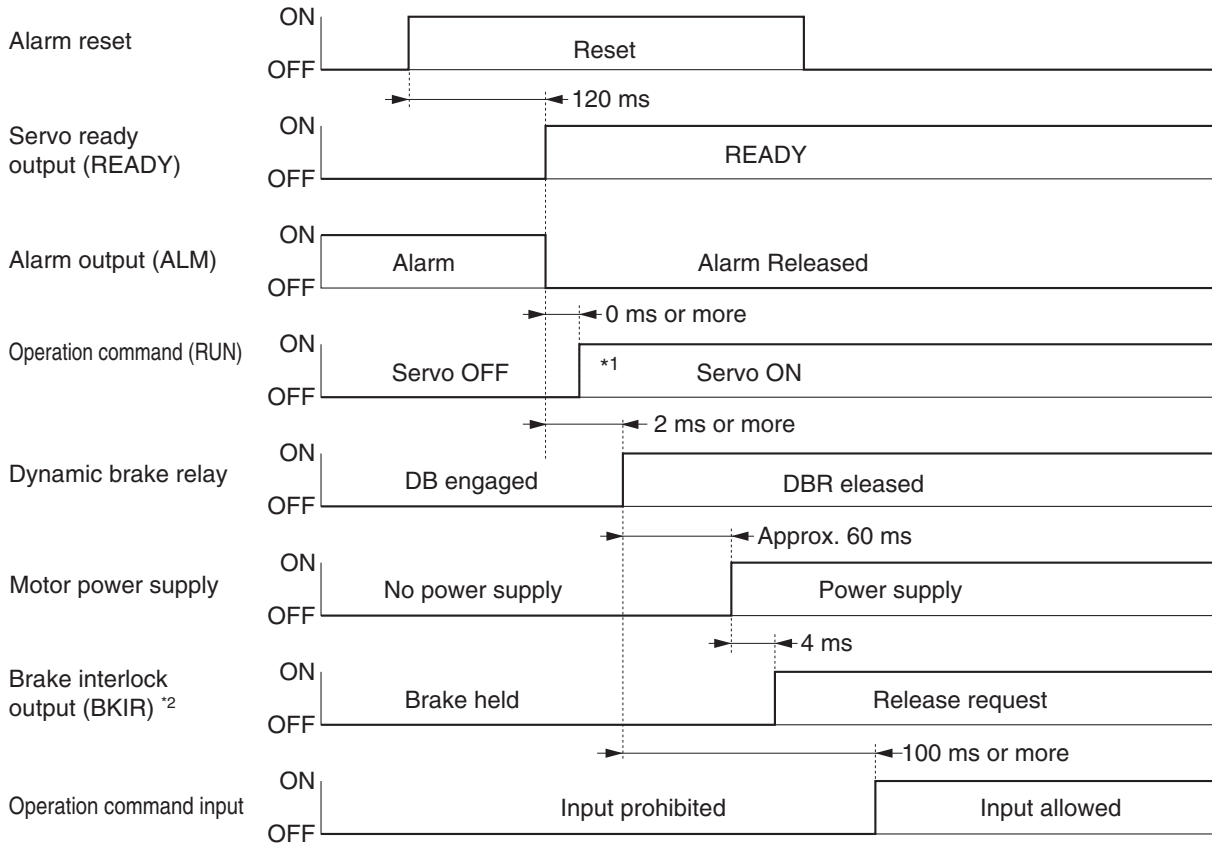 Alarm reset
ON
OFF
Reset
120 ms
Servo ready
output (READY)
ON
OFF
READY
Alarm output (ALM)
ON
OFF
Alarm
Alarm Released
0 ms or more
Operation command (RUN)
ON
OFF
Servo OFF
*1
Servo ON
2 ms or more
Dynamic brake relay
ON
OFF
DB engaged
DBR eleased
Approx. 60 ms
Motor power supply
ON
OFF
No power supply
Power supply
4 ms
Brake interlock
output (BKIR) *2
ON
OFF
Brake held
Release request
100 ms or more
Operation command input
ON
OFF
Input prohibited
Input allowed